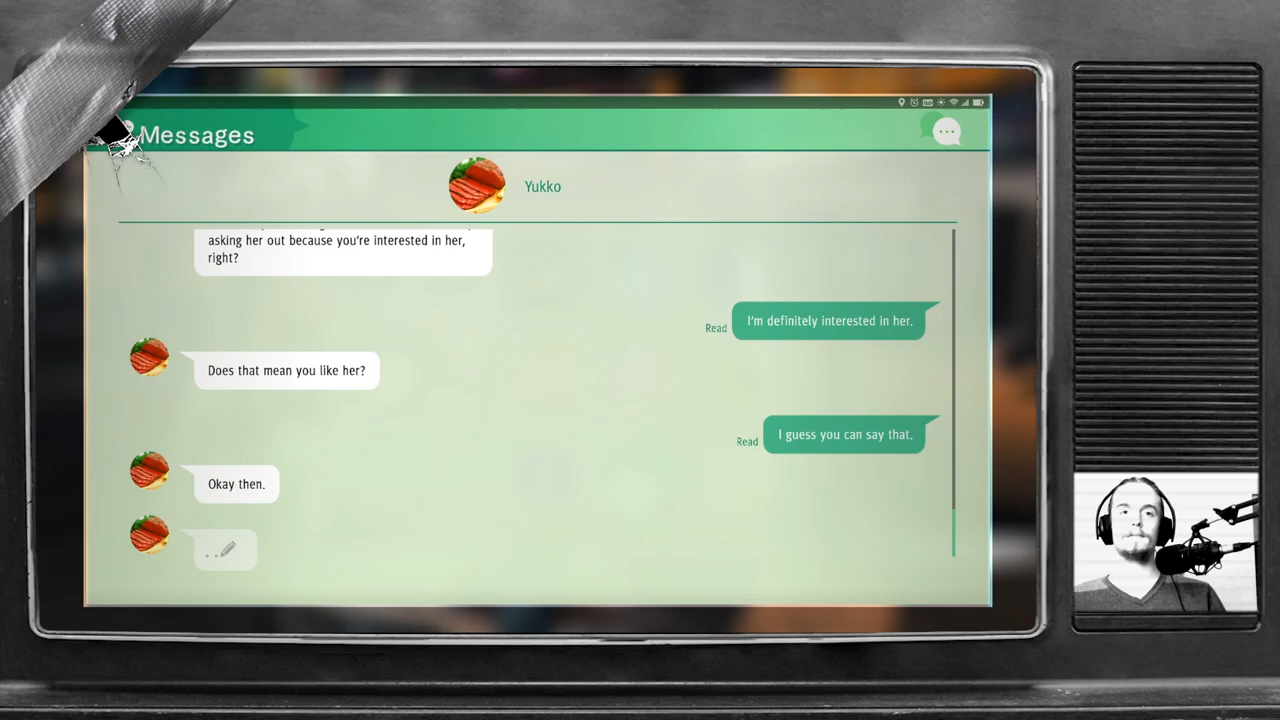 Messages
Yukko
asking her out because you're interested in her,
right?
I'm definitely interested in her.
Read
Does that mean you like her?
I guess you can say that.
Read
Okay then.